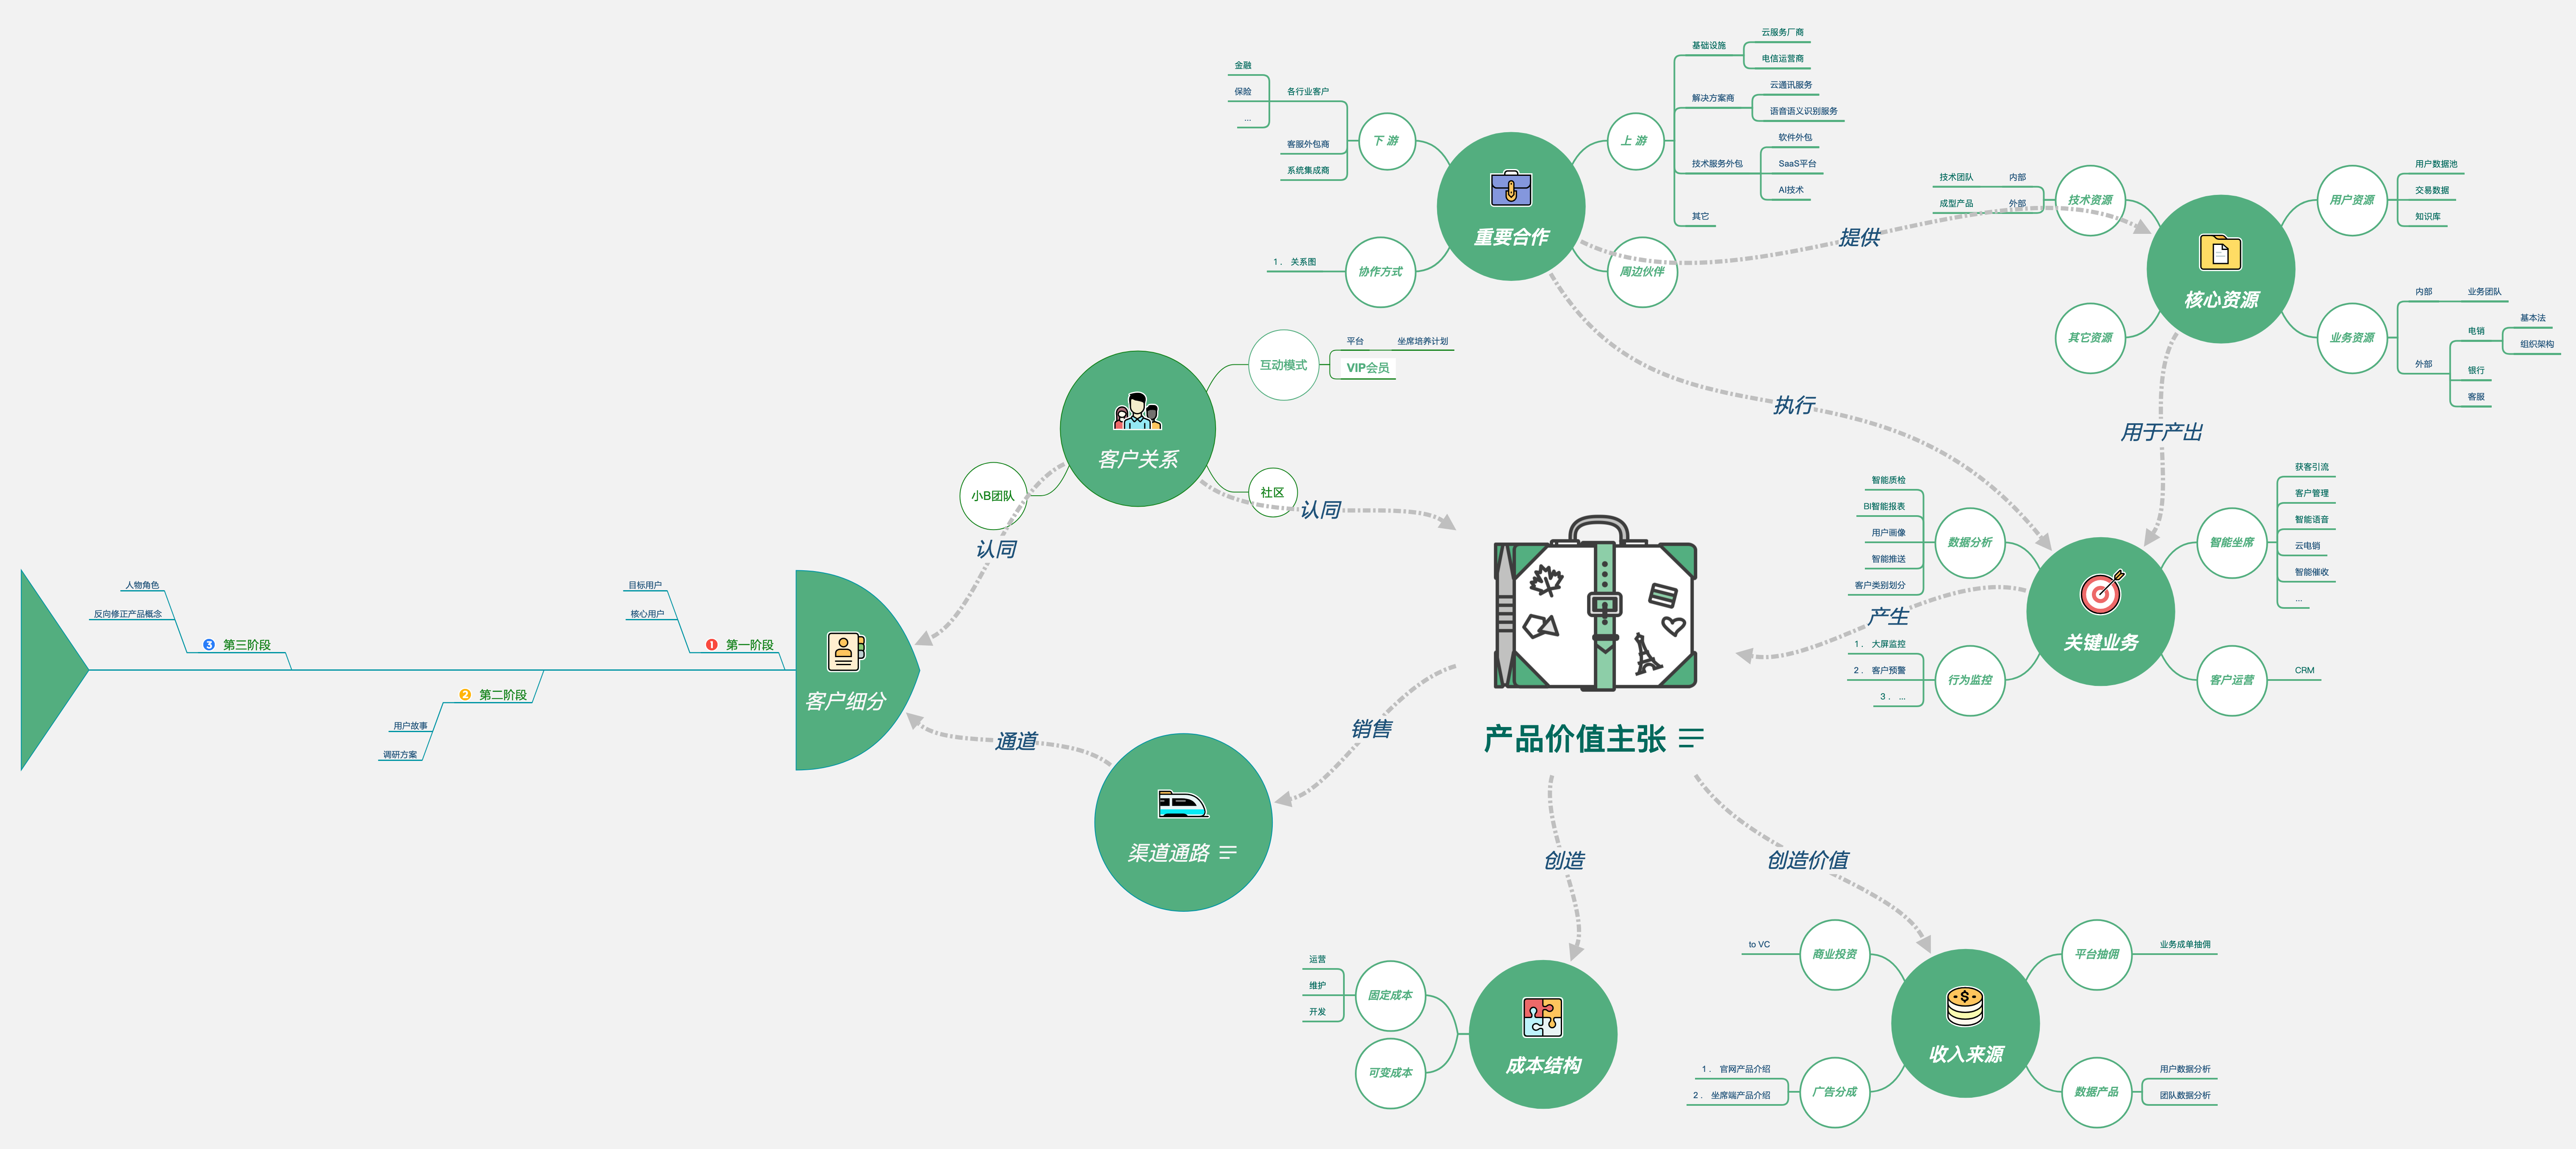 云服务厂商
基础设施
电信运营商
金融
云通讯服务
保险
各行业客户
解决方案商
语音语义识别服务
...
下 游
上 游
软件外包
客服外包商
技术服务外包
SaaS平台
系统集成商
AI技术
其它
重要合作
1. 关系图
协作方式
周边伙伴
提供
技术团队
内部
成型产品
外部
技术资源
用户资源
用户数据池
交易数据
知识库
核心资源
其它资源
业务资源
内部
业务团队
外部
电销
基本法
组织架构
银行
客服
互动模式
平台
坐席培养计划
VIP会员
客户关系
小B团队
社区
认同
认同
执行
用于产出
智能质检
BI智能报表
用户画像
智能推送
客户类别划分
数据分析
智能坐席
获客引流
客户管理
智能语音
云电销
智能催收
...
关键业务
产生
1. 大屏监控
2. 客户预警
3. ...
行为监控
客户运营
CRM
人物角色
反向修正产品概念
3 第三阶段
目标用户
核心用户
1 第一阶段
2 第二阶段
用户故事
调研方案
客户细分
通道
渠道通路
销售
产品价值主张
创造
创造价值
运营
维护
开发
固定成本
可变成本
成本结构
to VC
商业投资
平台抽佣
业务成单抽佣
收入来源
1. 官网产品介绍
2. 坐席端产品介绍
广告分成
数据产品
用户数据分析
团队数据分析